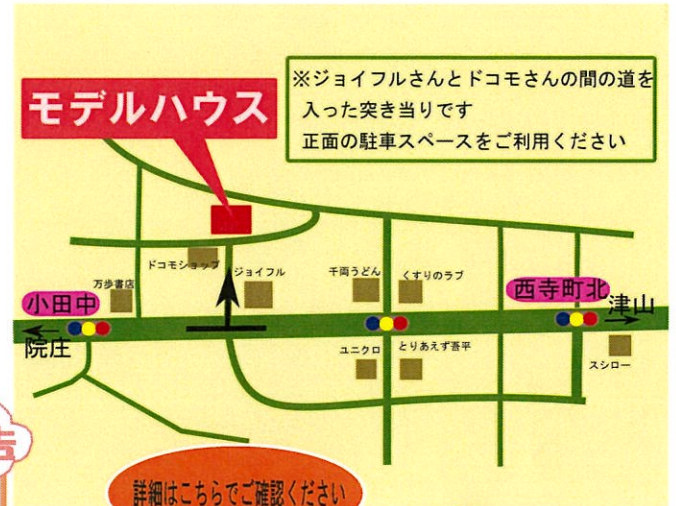 モデルハウス
※ジョイフルさんとドコモさんの間の道を
入った突き当りです
正面の駐車スペースをご利用ください
ドコモショップ
ジョイフル
千両うどん
くすりのラブ
万歩書店
小田中
西寺町北
津山
院庄
ユニクロ
とりあえず吾平
スシロー
詳細はこちらでご確認ください